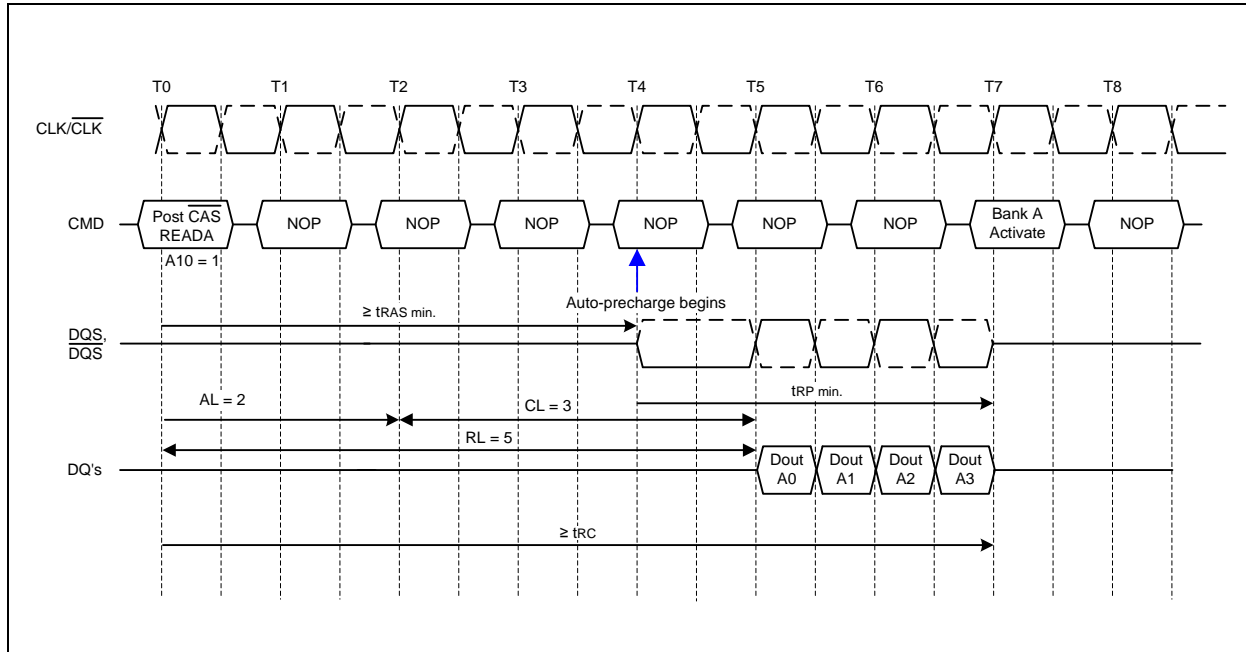 T0 T1 T2 T3 T4 T5 T6 T7 T8
CLK/CLK
CMD
Post CAS
READA
NOP
NOP
NOP
NOP
NOP
NOP
Bank A
Activate
NOP
A10 = 1
Auto-precharge begins
≥ tRAS min.
DQS,
DQS
tRP min.
AL = 2
CL = 3
RL = 5
DQ's
Dout
A0
Dout
A1
Dout
A2
Dout
A3
≥ tRC